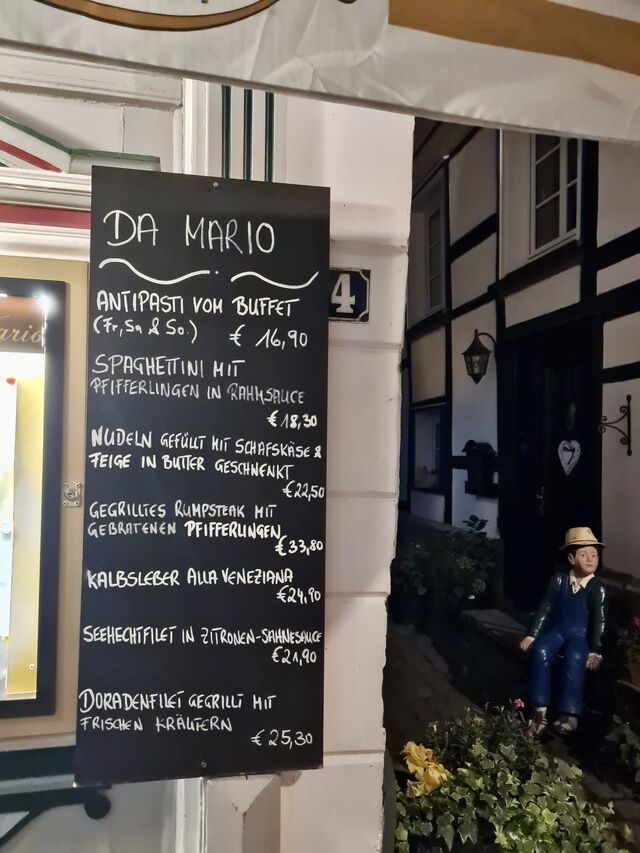 DA MARIO
ANTIPASTI VOM BUFFET
(Fr, Sa & So.) € 16,90
SPAGHETTINI MIT
PFIFFERLINGEN IN RAHMSAUCE
€ 18,30
NUDELN GEFÜLLT MIT SCHAFSKÄSE &
FEIGE IN BUTTER GESCHWENKT
€ 22,50
GEGRILLTES RUMPSTEAK MIT
GEBRATENEN PFIFFERLINGEN
€ 33,80
KALBSLEBER ALLA VENEZIANA
€ 24,90
SEEHECHTFILET IN ZITRONEN-SAHNESAUCE
€ 21,90
DORADENFILET GEGRILLT MIT
FRISCHEN KRÄUTERN
€ 25,30
4
ario